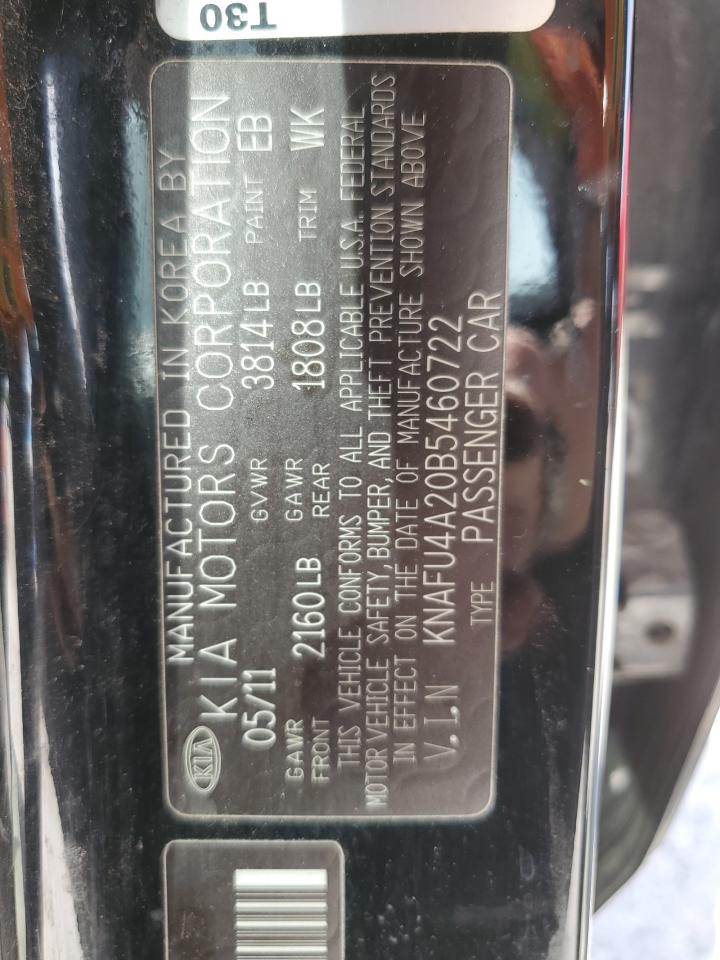 T30
MANUFACTURED IN KOREA BY
KIA KIA MOTORS CORPORATION
05/11 GVWR 3814LB PAINT EB
GAWR FRONT 2160LB GAWR REAR 1808LB TRIM WK
THIS VEHICLE CONFORMS TO ALL APPLICABLE U.S.A. FEDERAL
MOTOR VEHICLE SAFETY, BUMPER, AND THEFT PREVENTION STANDARDS
IN EFFECT ON THE DATE OF MANUFACTURE SHOWN ABOVE
V.I.N KNAFU4A20B5460722
TYPE PASSENGER CAR